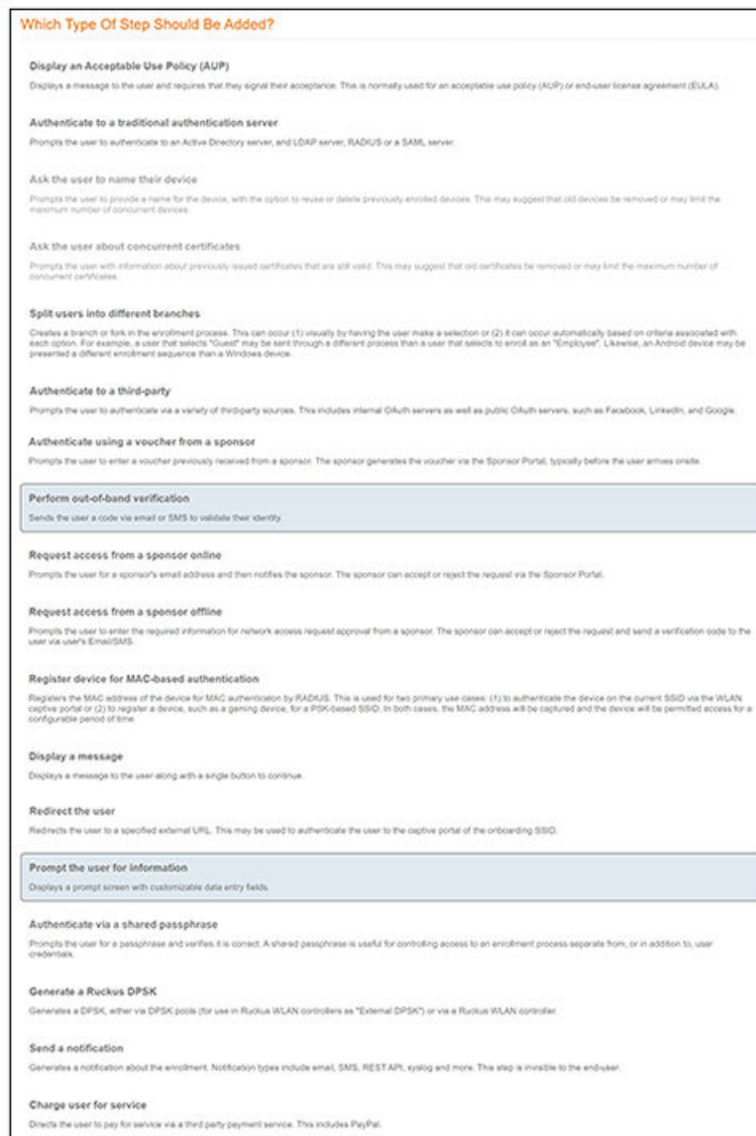 Which Type Of Step Should Be Added?
Display an Acceptable Use Policy (AUP)
Displays a message to the user and requires that they signal their acceptance. This is normally used for an acceptable use policy (AUP) or end-user license agreement (EULA).
Authenticate to a traditional authentication server
Prompts the user to authenticate to an Active Directory server, and LDAP server, RADIUS or a SAML server.
Ask the user to name their device
Prompts the user to provide a name for the device, with the option to reuse or delete previously enrolled devices. This may suggest that old devices be removed or may limit the
maximum number of concurrent devices.
Ask the user about concurrent certificates
Prompts the user with information about previously issued certificates that are still valid. This may suggest that old certificates be removed or may limit the maximum number of
concurrent certificates.
Split users into different branches
Creates a branch or fork in the enrollment process. This can occur (1) visually by having the user make a selection or (2) it can occur automatically based on criteria associated with
each option. For example, a user that selects "Guest" may be sent through a different process than a user that selects to enroll as an "Employee". Likewise, an Android device may be
presented a different enrollment sequence than a Windows device.
Authenticate to a third-party
Prompts the user to authenticate via a variety of third-party sources. This includes internal OAuth servers as well as public OAuth servers, such as Facebook, LinkedIn, and Google.
Authenticate using a voucher from a sponsor
Prompts the user to enter a voucher previously received from a sponsor. The sponsor generates the voucher via the Sponsor Portal, typically before the user arrives onsite.
Perform out-of-band verification
Sends the user a code via email or SMS to validate their identity.
Request access from a sponsor online
Prompts the user for a sponsor's email address and then notifies the sponsor. The sponsor can accept or reject the request via the Sponsor Portal.
Request access from a sponsor offline
Prompts the user to enter the required information for network access request approval from a sponsor. The sponsor can accept or reject the request and send a verification code to the
user via user's Email/SMS.
Register device for MAC-based authentication
Registers the MAC address of the device for MAC authentication by RADIUS. This is used for two primary use cases: (1) to authenticate the device on the current SSID via the WLAN
captive portal or (2) to register a device, such as a gaming device, for a PSK-based SSID. In both cases, the MAC address will be captured and the device will be permitted access for a
configurable period of time.
Display a message
Displays a message to the user along with a single button to continue.
Redirect the user
Redirects the user to a specified external URL. This may be used to authenticate the user to the captive portal of the onboarding SSID.
Prompt the user for information
Displays a prompt screen with customizable data entry fields.
Authenticate via a shared passphrase
Prompts the user for a passphrase and verifies it is correct. A shared passphrase is useful for controlling access to an enrollment process separate from, or in addition to, user
credentials.
Generate a Ruckus DPSK
Generates a DPSK, either via DPSK pools (for use in Ruckus WLAN controllers as "External DPSK") or via a Ruckus WLAN controller.
Send a notification
Generates a notification about the enrollment. Notification types include email, SMS, REST API, syslog and more. This step is invisible to the end-user.
Charge user for service
Directs the user to pay for service via a third party payment service. This includes PayPal.